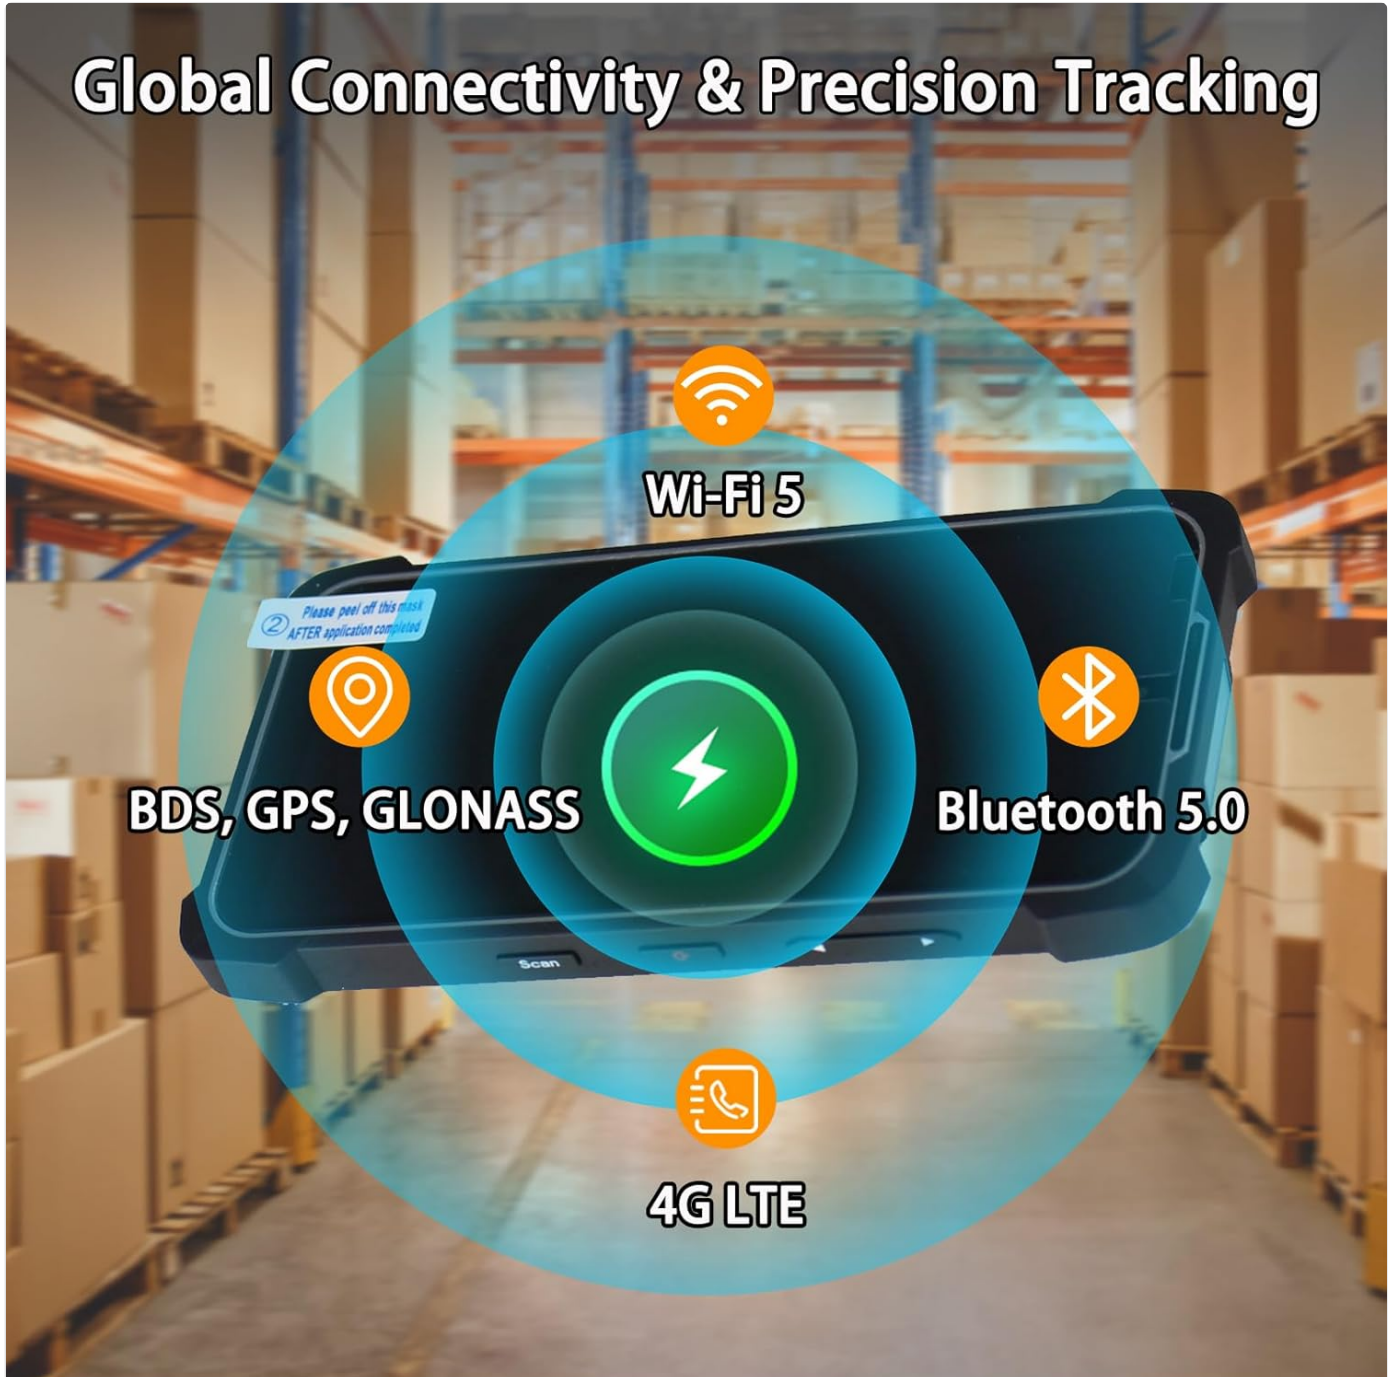 Global Connectivity & Precision Tracking
Wi-Fi 5
2
Please peel off this mask
AFTER application completed
BDS, GPS, GLONASS
Bluetooth 5.0
Scan
4G LTE